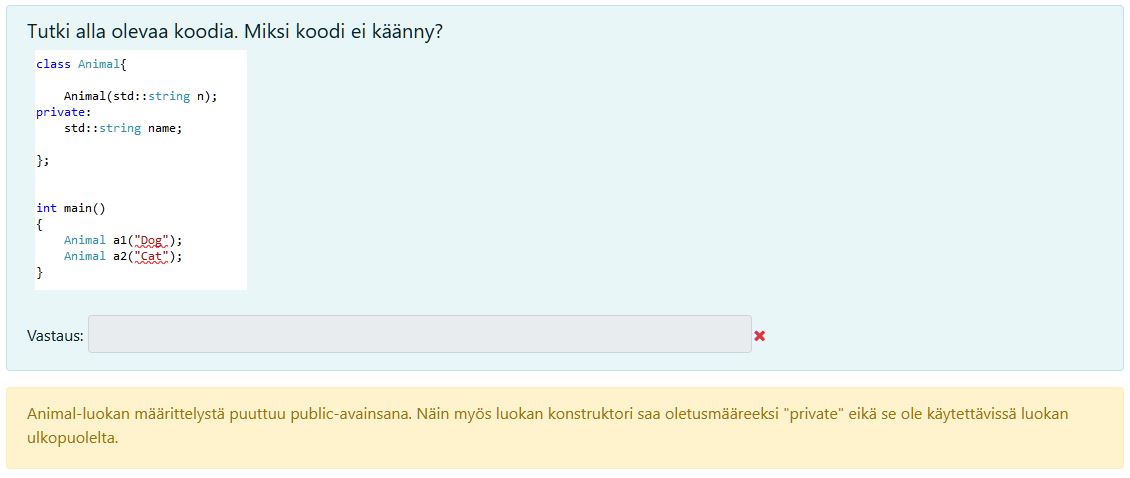 Tutki alla olevaa koodia. Miksi koodi ei käänny?
class Animal{
Animal(std::string n);
private:
std::string name;
};
int main()
{
Animal a1("Dog");
Animal a2("Cat");
}
Vastaus:
Animal-luokan määrittelystä puuttuu public-avainsana. Näin myös luokan konstruktori saa oletusmääreeksi "private" eikä se ole käytettävissä luokan
ulkopuolelta.